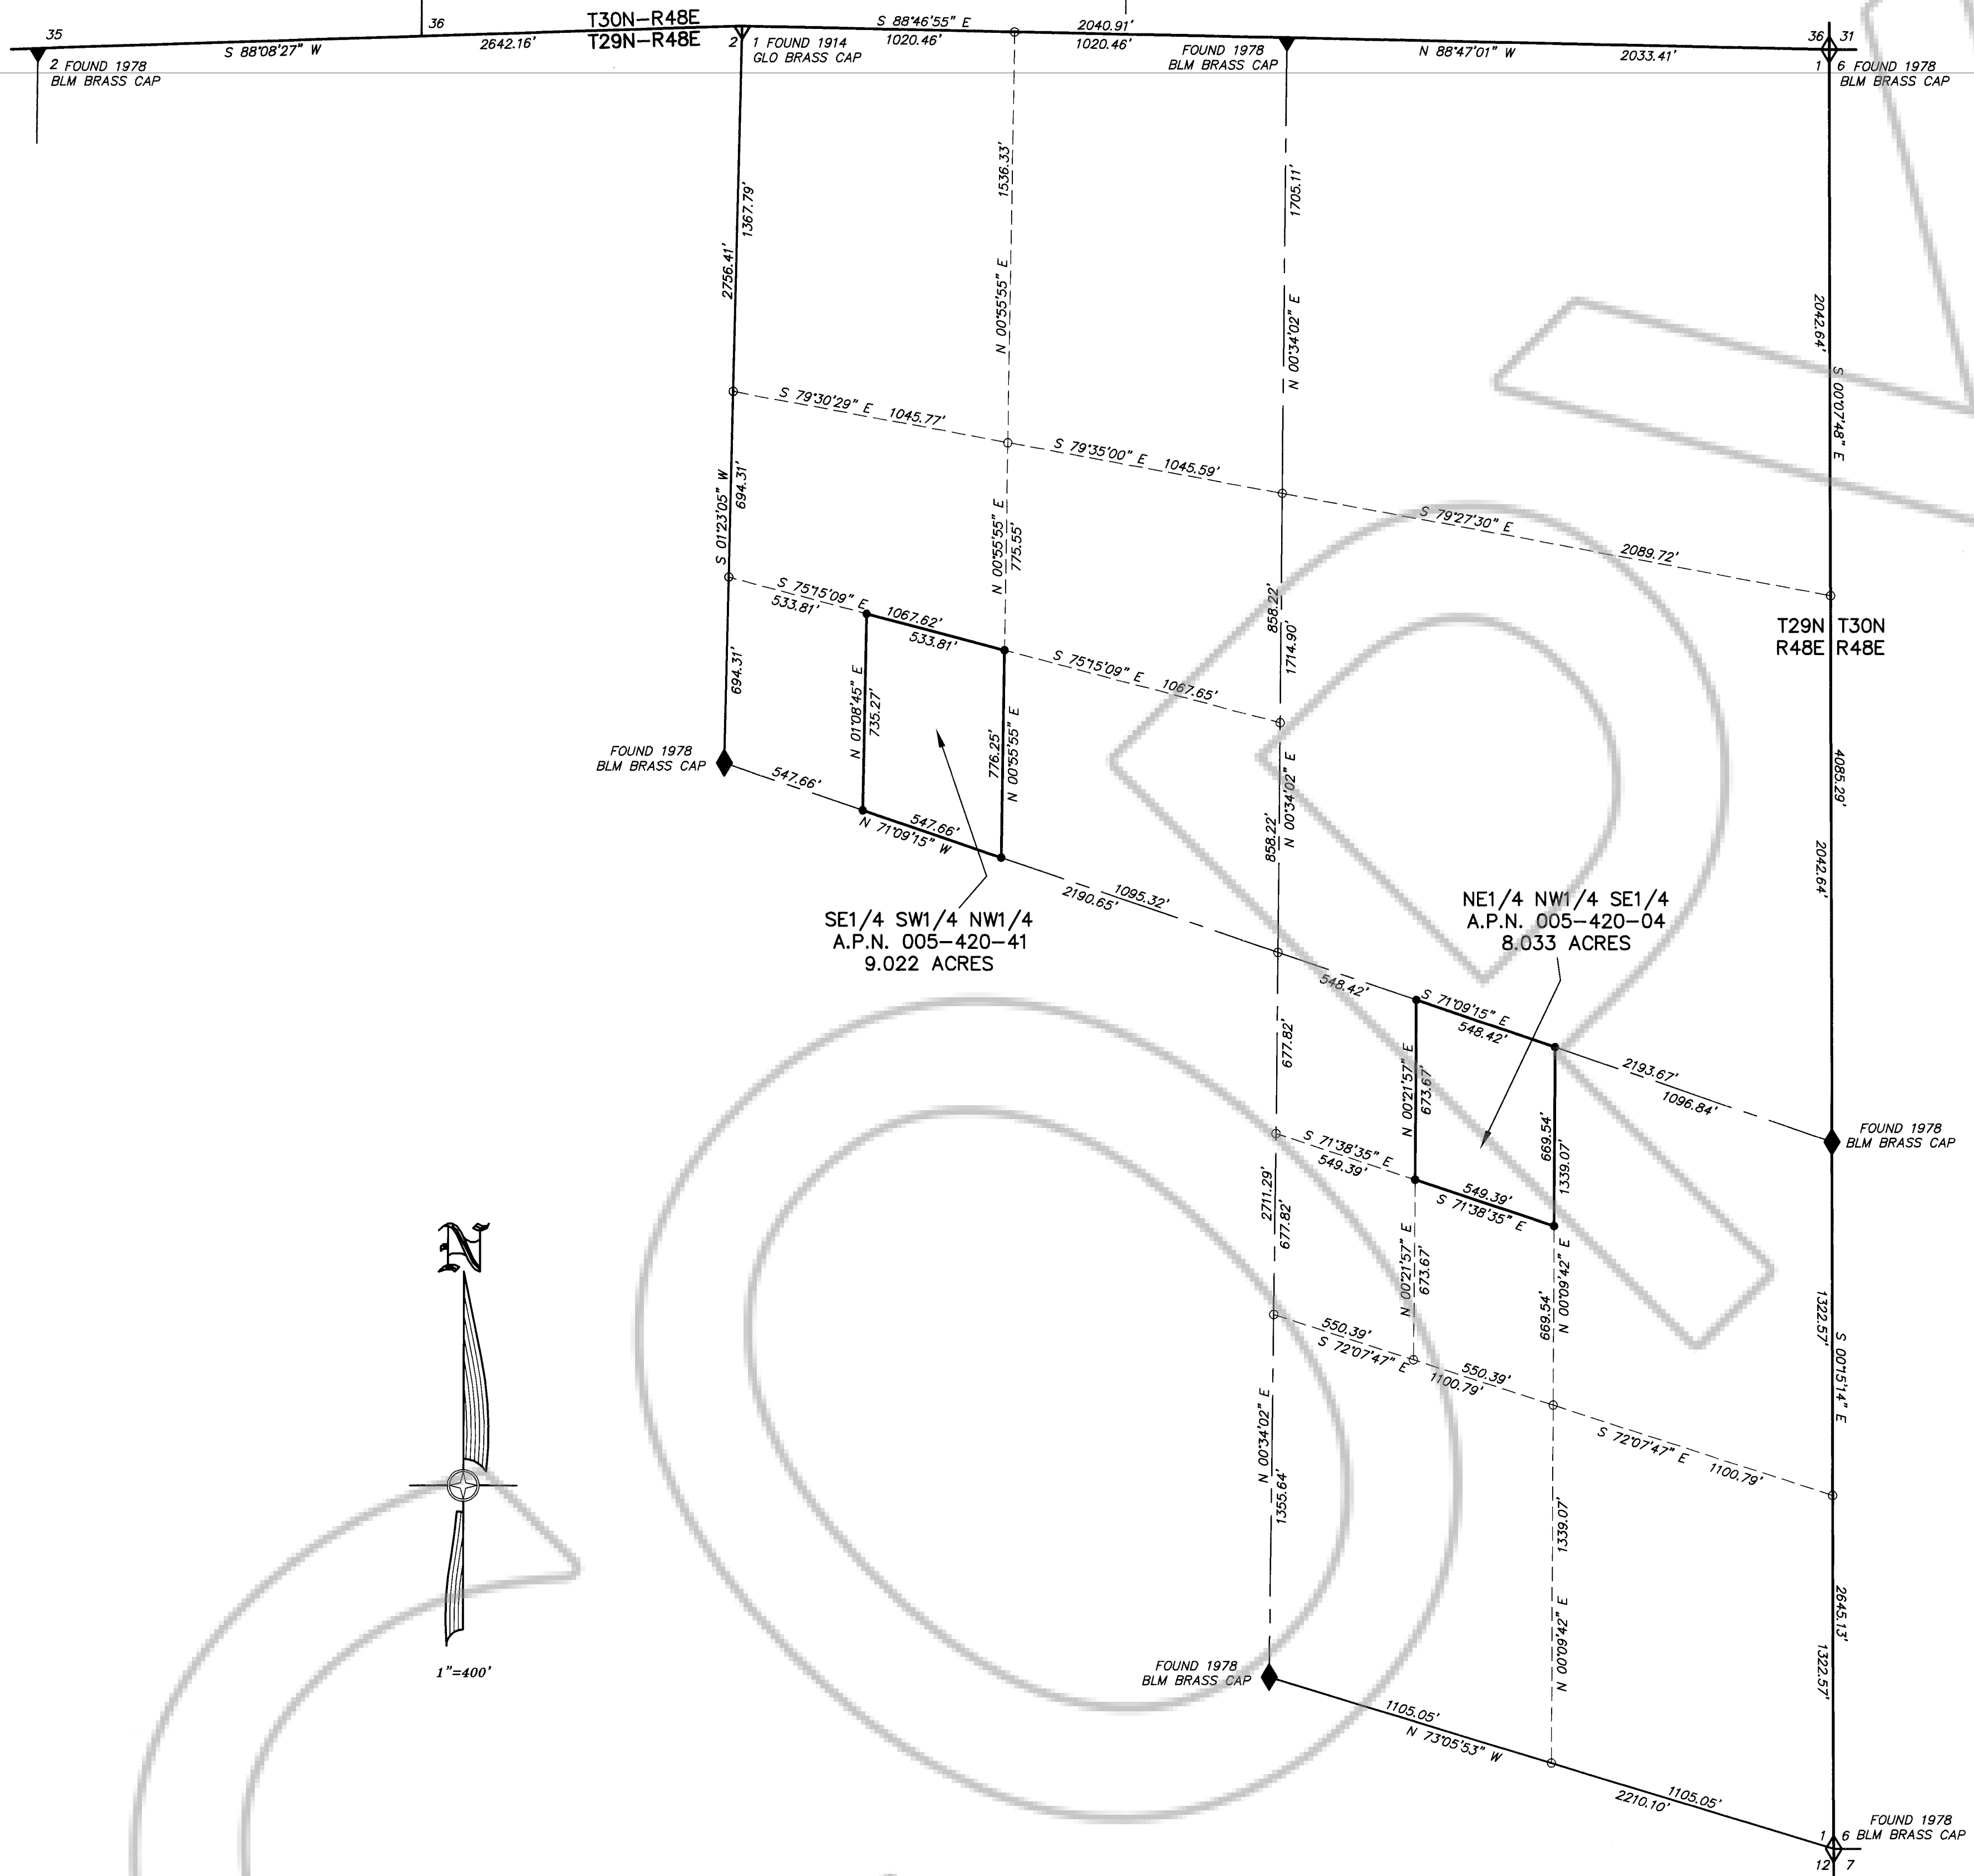 35
36
T30N-R48E
T29N-R48E
S 88°46'55" E
2040.91'
S 88°08'27" W
2642.16'
2
1 FOUND 1914
GLO BRASS CAP
1020.46'
1020.46'
FOUND 1978
BLM BRASS CAP
N 88°47'01" W
2033.41'
36
31
2 FOUND 1978
BLM BRASS CAP
1
6 FOUND 1978
BLM BRASS CAP
1367.79'
2756.41'
1536.33'
N 00°55'55" E
1705.11'
N 00°34'02" E
2042.64'
S 00°07'48" E
S 79°30'29" E 1045.77'
S 79°35'00" E 1045.59'
S 79°27'30" E
2089.72'
S 01°23'05" W
694.31'
N 00°55'55" E
775.55'
858.22'
1714.90'
T29N
T30N
R48E
R48E
S 75°15'09" E
533.81'
1067.62'
533.81'
S 75°15'09" E 1067.65'
694.31'
N 01°08'45" E
735.27'
776.25'
N 00°55'55" E
858.22'
N 00°34'02" E
4085.29'
2042.64'
FOUND 1978
BLM BRASS CAP
547.66'
547.66'
N 71°09'15" W
1095.32'
2190.65'
SE1/4 SW1/4 NW1/4
A.P.N. 005-420-41
9.022 ACRES
NE1/4 NW1/4 SE1/4
A.P.N. 005-420-04
8.033 ACRES
548.42'
S 71°09'15" E
548.42'
2193.67'
1096.84'
677.82'
N 00°21'57" E
673.67'
669.54'
1339.07'
FOUND 1978
BLM BRASS CAP
S 71°38'35" E
549.39'
549.39'
S 71°38'35" E
2711.29'
677.82'
N 00°21'57" E
673.67'
N 00°09'42" E
669.54'
1322.57'
S 00°15'14" E
550.39'
S 72°07'47" E
550.39'
1100.79'
S 72°07'47" E 1100.79'
N 00°34'02" E
1355.64'
1339.07'
N 00°09'42" E
2645.13'
1322.57'
N
1"=400'
FOUND 1978
BLM BRASS CAP
1105.05'
N 73°05'53" W
1105.05'
2210.10'
FOUND 1978
1
6 BLM BRASS CAP
12
7